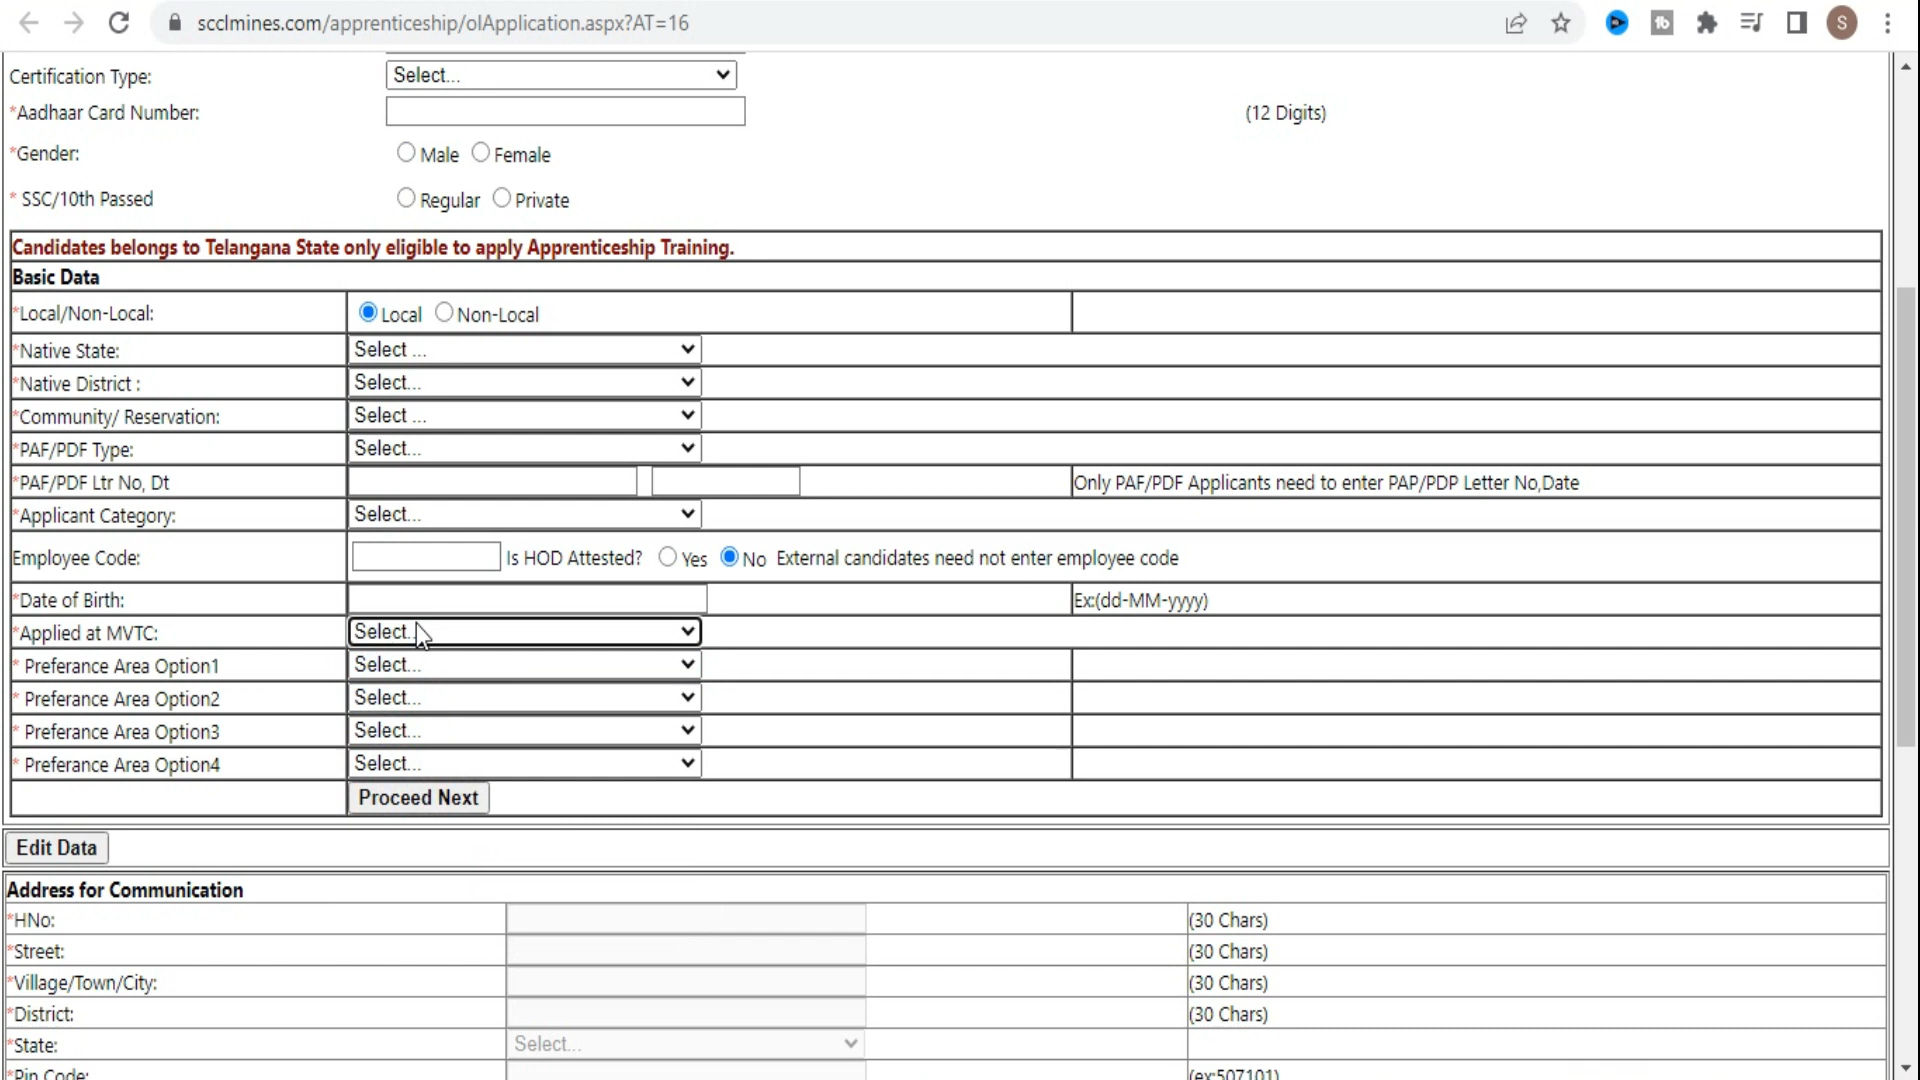 scclmines.com/apprenticeship/olApplication.aspx?AT=16
S
Certification Type: Select...
*Aadhaar Card Number: (12 Digits)
*Gender: Male Female
* SSC/10th Passed Regular Private
Candidates belongs to Telangana State only eligible to apply Apprenticeship Training.
Basic Data
*Local/Non-Local: Local Non-Local
*Native State: Select ...
*Native District : Select...
*Community/ Reservation: Select ...
*PAF/PDF Type: Select...
*PAF/PDF Ltr No, Dt Only PAF/PDF Applicants need to enter PAP/PDP Letter No,Date
*Applicant Category: Select...
Employee Code: Is HOD Attested? Yes No External candidates need not enter employee code
*Date of Birth: Ex:(dd-MM-yyyy)
*Applied at MVTC: Select...
* Preferance Area Option1 Select...
* Preferance Area Option2 Select...
* Preferance Area Option3 Select...
* Preferance Area Option4 Select...
Proceed Next
Edit Data
Address for Communication
*HNo: (30 Chars)
*Street: (30 Chars)
*Village/Town/City: (30 Chars)
*District: (30 Chars)
*State: Select...
*Pin Code: (ex:507101)